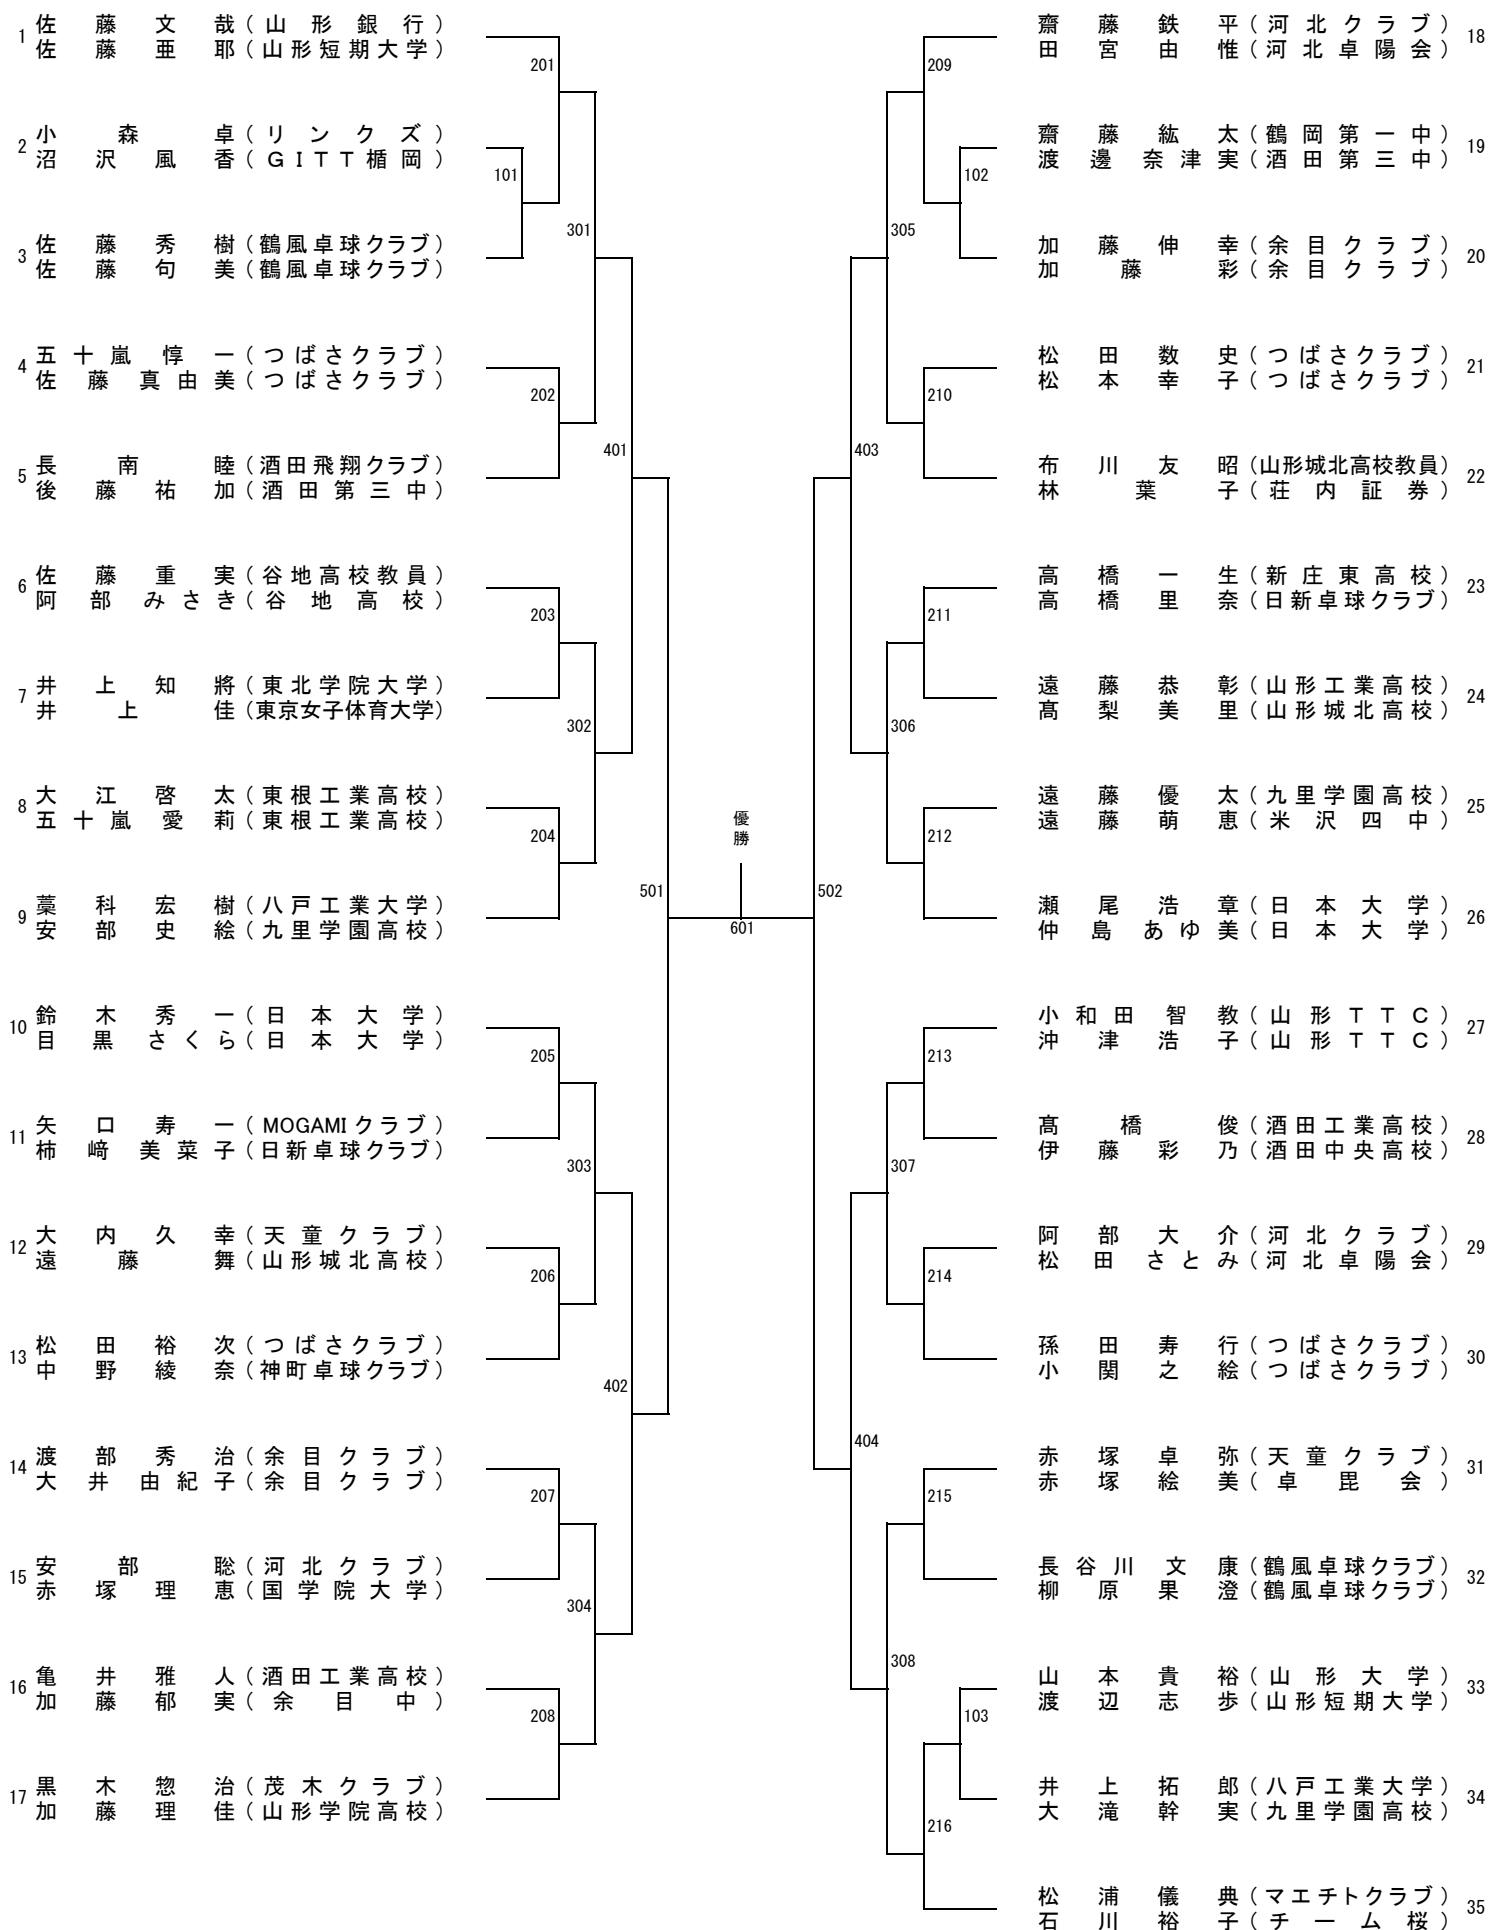 1 佐藤文哉(山形銀行)
佐藤亜耶(山形短期大学)
201
2 小森卓(リンクズ)
沼沢風香(GITT楯岡)
101
3 佐藤秀樹(鶴風卓球クラブ)
佐藤句美(鶴風卓球クラブ)
301
4 五十嵐惇一(つばさクラブ)
佐藤真由美(つばさクラブ)
202
5 長南睦(酒田飛翔クラブ)
後藤祐加(酒田第三中)
401
6 佐藤重実(谷地高校教員)
阿部みさき(谷地高校)
203
7 井上知將(東北学院大学)
井上佳(東京女子体育大学)
302
8 大江啓太(東根工業高校)
五十嵐愛莉(東根工業高校)
204
9 藁科宏樹(八戸工業大学)
安部史絵(九里学園高校)
501
10 鈴木秀一(日本大学)
目黒さくら(日本大学)
205
11 矢口寿一(MOGAMIクラブ)
柿﨑美菜子(日新卓球クラブ)
303
12 大内久幸(天童クラブ)
遠藤舞(山形城北高校)
206
13 松田裕次(つばさクラブ)
中野綾奈(神町卓球クラブ)
402
14 渡部秀治(余目クラブ)
大井由紀子(余目クラブ)
207
15 安部聡(河北クラブ)
赤塚理恵(国学院大学)
304
16 亀井雅人(酒田工業高校)
加藤郁実(余目中)
208
17 黒木惣治(茂木クラブ)
加藤理佳(山形学院高校)
優勝
601
齋藤鉄平(河北クラブ) 18
田宮由惟(河北卓陽会)
209
齋藤紘太(鶴岡第一中) 19
渡邊奈津実(酒田第三中)
102
加藤伸幸(余目クラブ) 20
加藤彩(余目クラブ)
305
松田数史(つばさクラブ) 21
松本幸子(つばさクラブ)
210
布川友昭(山形城北高校教員) 22
林葉子(荘内証券)
403
高橋一生(新庄東高校) 23
高橋里奈(日新卓球クラブ)
211
遠藤恭彰(山形工業高校) 24
髙梨美里(山形城北高校)
306
遠藤優太(九里学園高校) 25
遠藤萌恵(米沢四中)
212
瀬尾浩章(日本大学) 26
仲島あゆ美(日本大学)
502
小和田智教(山形TTC) 27
沖津浩子(山形TTC)
213
髙橋俊(酒田工業高校) 28
伊藤彩乃(酒田中央高校)
307
阿部大介(河北クラブ) 29
松田さとみ(河北卓陽会)
214
孫田寿行(つばさクラブ) 30
小関之絵(つばさクラブ)
404
赤塚卓弥(天童クラブ) 31
赤塚絵美(卓毘会)
215
長谷川文康(鶴風卓球クラブ) 32
柳原果澄(鶴風卓球クラブ)
308
山本貴裕(山形大学) 33
渡辺志歩(山形短期大学)
103
井上拓郎(八戸工業大学) 34
大滝幹実(九里学園高校)
216
松浦儀典(マエチトクラブ) 35
石川裕子(チーム桜)